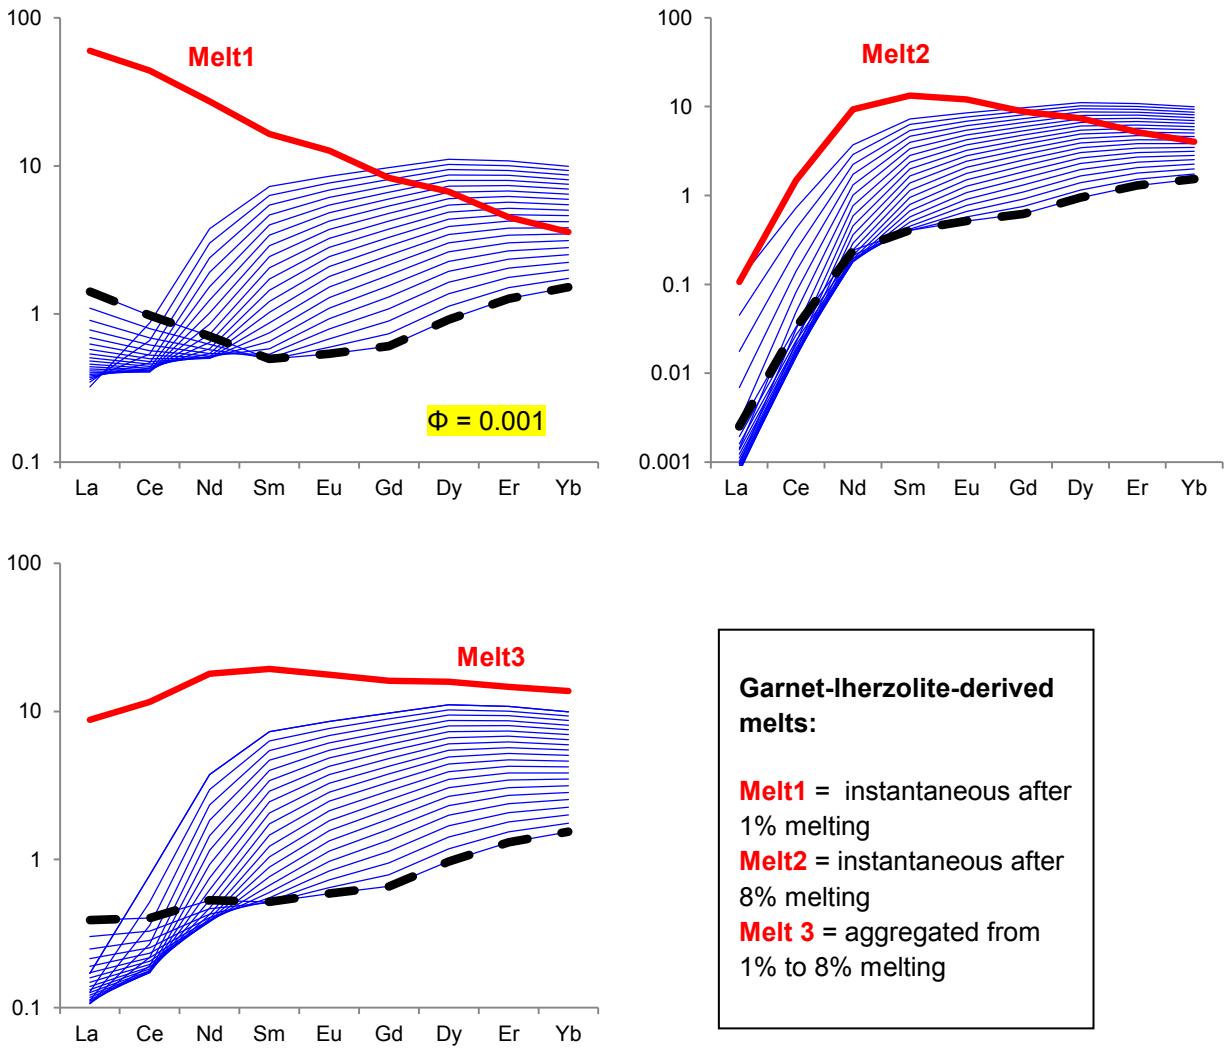 100
10
1
0.1
Melt1
Φ = 0.001
La Ce Nd Sm Eu Gd Dy Er Yb
100
10
1
0.1
0.01
0.001
Melt2
La Ce Nd Sm Eu Gd Dy Er Yb
100
10
1
0.1
Melt3
La Ce Nd Sm Eu Gd Dy Er Yb
Garnet-lherzolite-derived
melts:
Melt1 = instantaneous after
1% melting
Melt2 = instantaneous after
8% melting
Melt 3 = aggregated from
1% to 8% melting